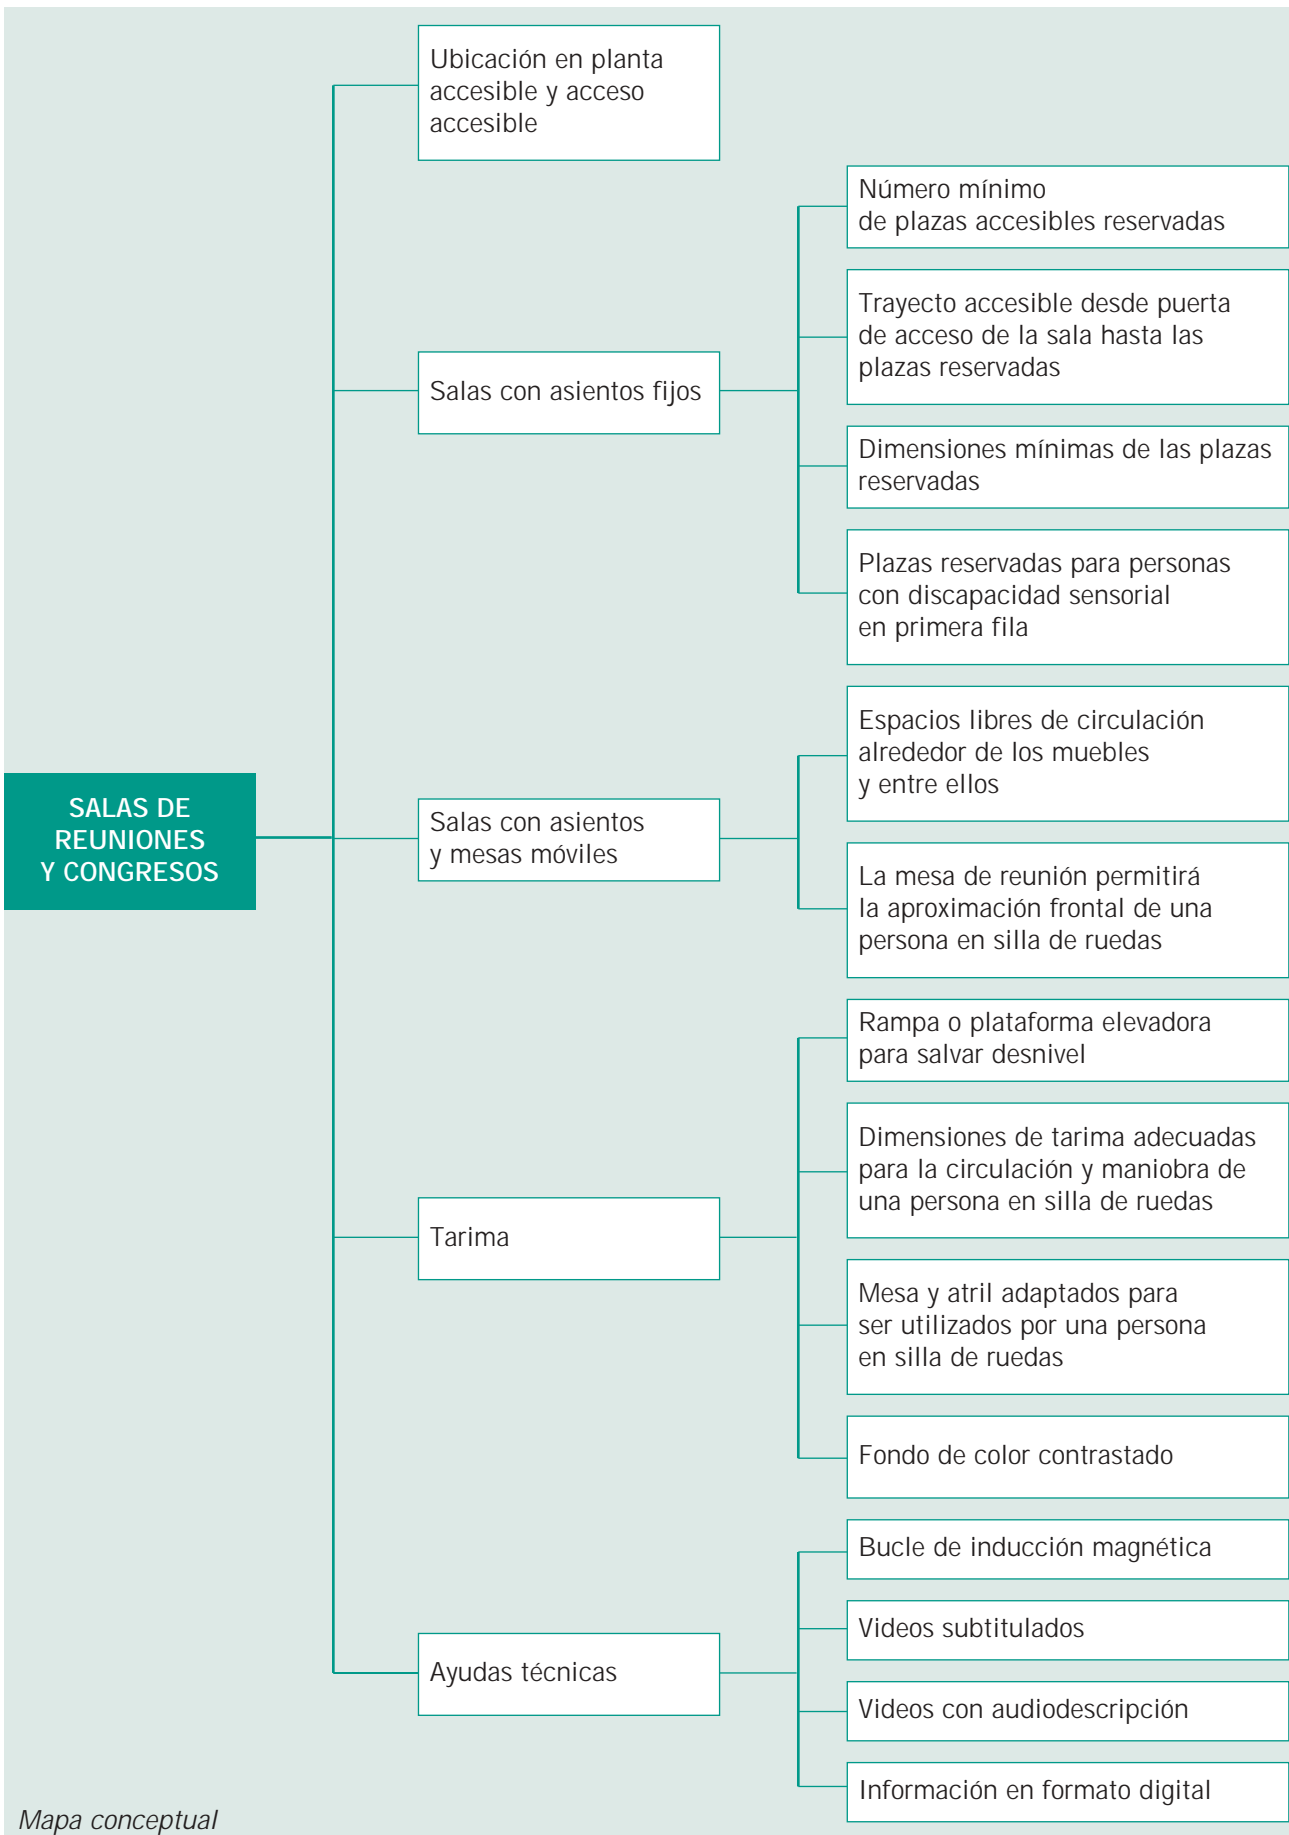 Ubicación en planta
accesible y acceso
accesible
Número mínimo
de plazas accesibles reservadas
Trayecto accesible desde puerta
de acceso de la sala hasta las
plazas reservadas
Salas con asientos fijos
Dimensiones mínimas de las plazas
reservadas
Plazas reservadas para personas
con discapacidad sensorial
en primera fila
Espacios libres de circulación
alrededor de los muebles
y entre ellos
SALAS DE
REUNIONES
Y CONGRESOS
Salas con asientos
y mesas móviles
La mesa de reunión permitirá
la aproximación frontal de una
persona en silla de ruedas
Rampa o plataforma elevadora
para salvar desnivel
Dimensiones de tarima adecuadas
para la circulación y maniobra de
una persona en silla de ruedas
Tarima
Mesa y atril adaptados para
ser utilizados por una persona
en silla de ruedas
Fondo de color contrastado
Bucle de inducción magnética
Videos subtitulados
Ayudas técnicas
Videos con audiodescripción
Información en formato digital
Mapa conceptual